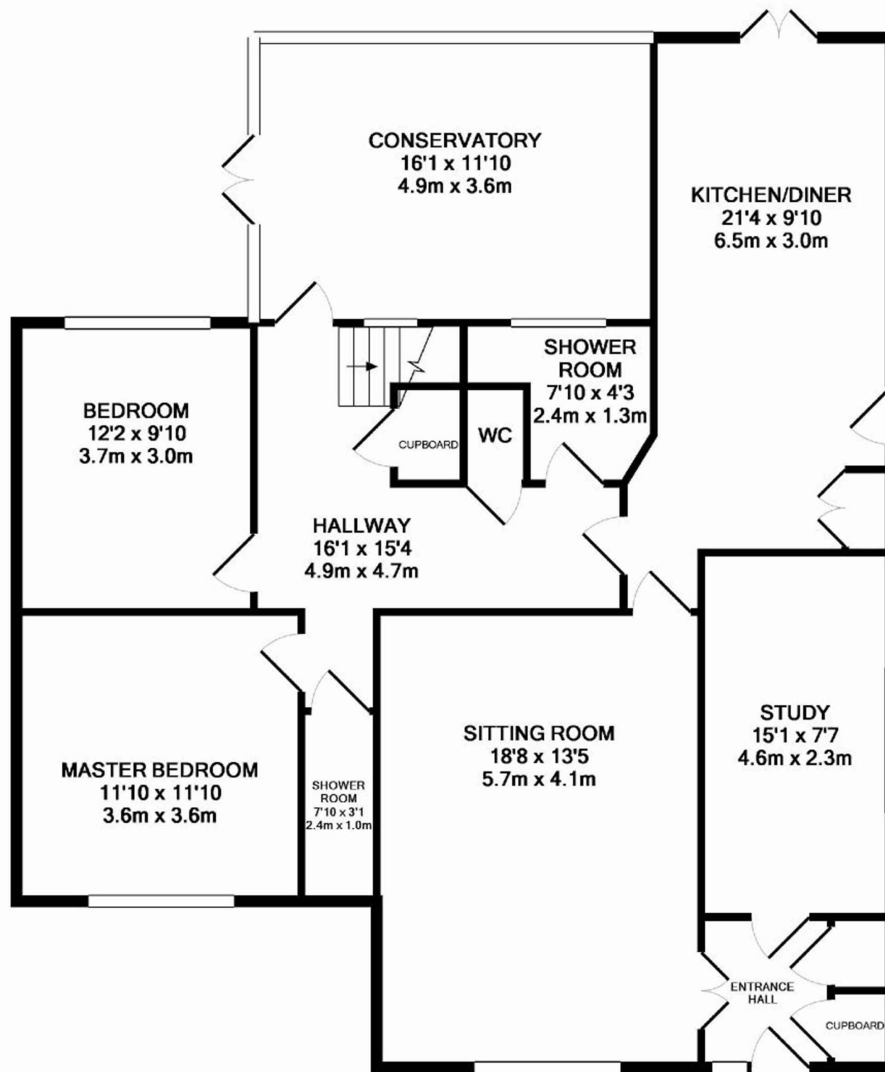 CONSERVATORY
16'1 x 11'10
4.9m x 3.6m
KITCHEN/DINER
21'4 x 9'10
6.5m x 3.0m
SHOWER
ROOM
7'10 x 4'3
2.4m x 1.3m
BEDROOM
12'2 x 9'10
3.7m x 3.0m
CUPBOARD
WC
HALLWAY
16'1 x 15'4
4.9m x 4.7m
MASTER BEDROOM
11'10 x 11'10
3.6m x 3.6m
SHOWER
ROOM
7'10 x 3'1
2.4m x 1.0m
SITTING ROOM
18'8 x 13'5
5.7m x 4.1m
STUDY
15'1 x 7'7
4.6m x 2.3m
ENTRANCE
HALL
CUPBOARD